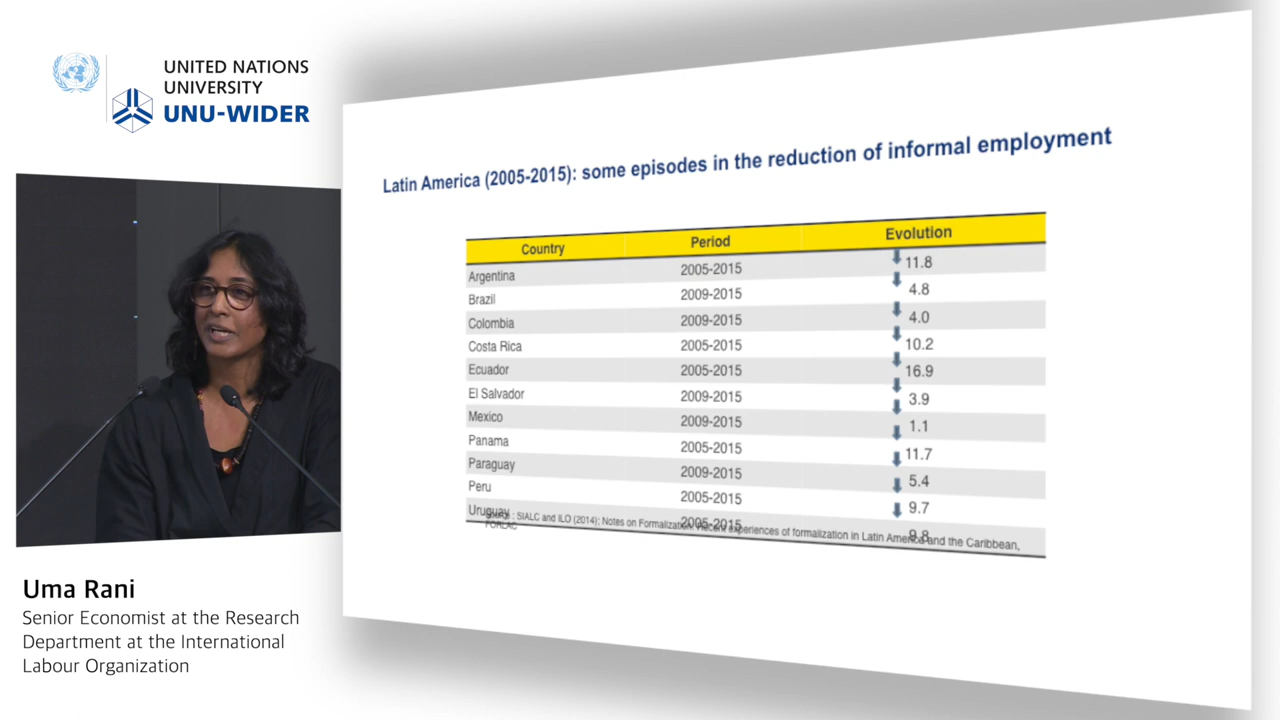 UNITED NATIONS
UNIVERSITY
UNU-WIDER
Latin America (2005-2015): some episodes in the reduction of informal employment
Country Period Evolution
Argentina 2005-2015 11.8
Brazil 2009-2015 4.8
Colombia 2009-2015 4.0
Costa Rica 2005-2015 10.2
Ecuador 2005-2015 16.9
El Salvador 2009-2015 3.9
Mexico 2009-2015 1.1
Panama 2005-2015 11.7
Paraguay 2009-2015 5.4
Peru 2005-2015 9.7
Uruguay 2005-2015 9.8
: SIALC and ILO (2014); Notes on Formalization. Recent experiences of formalization in Latin America and the Caribbean,
FORLAC
Uma Rani
Senior Economist at the Research
Department at the International
Labour Organization